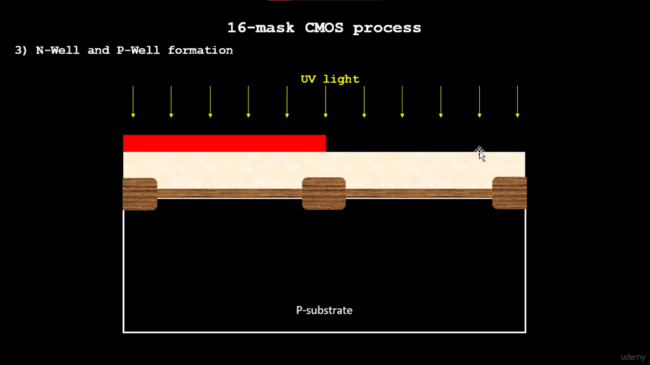 16-mask CMOS process
3) N-Well and P-Well formation
UV light
P-substrate
udemy